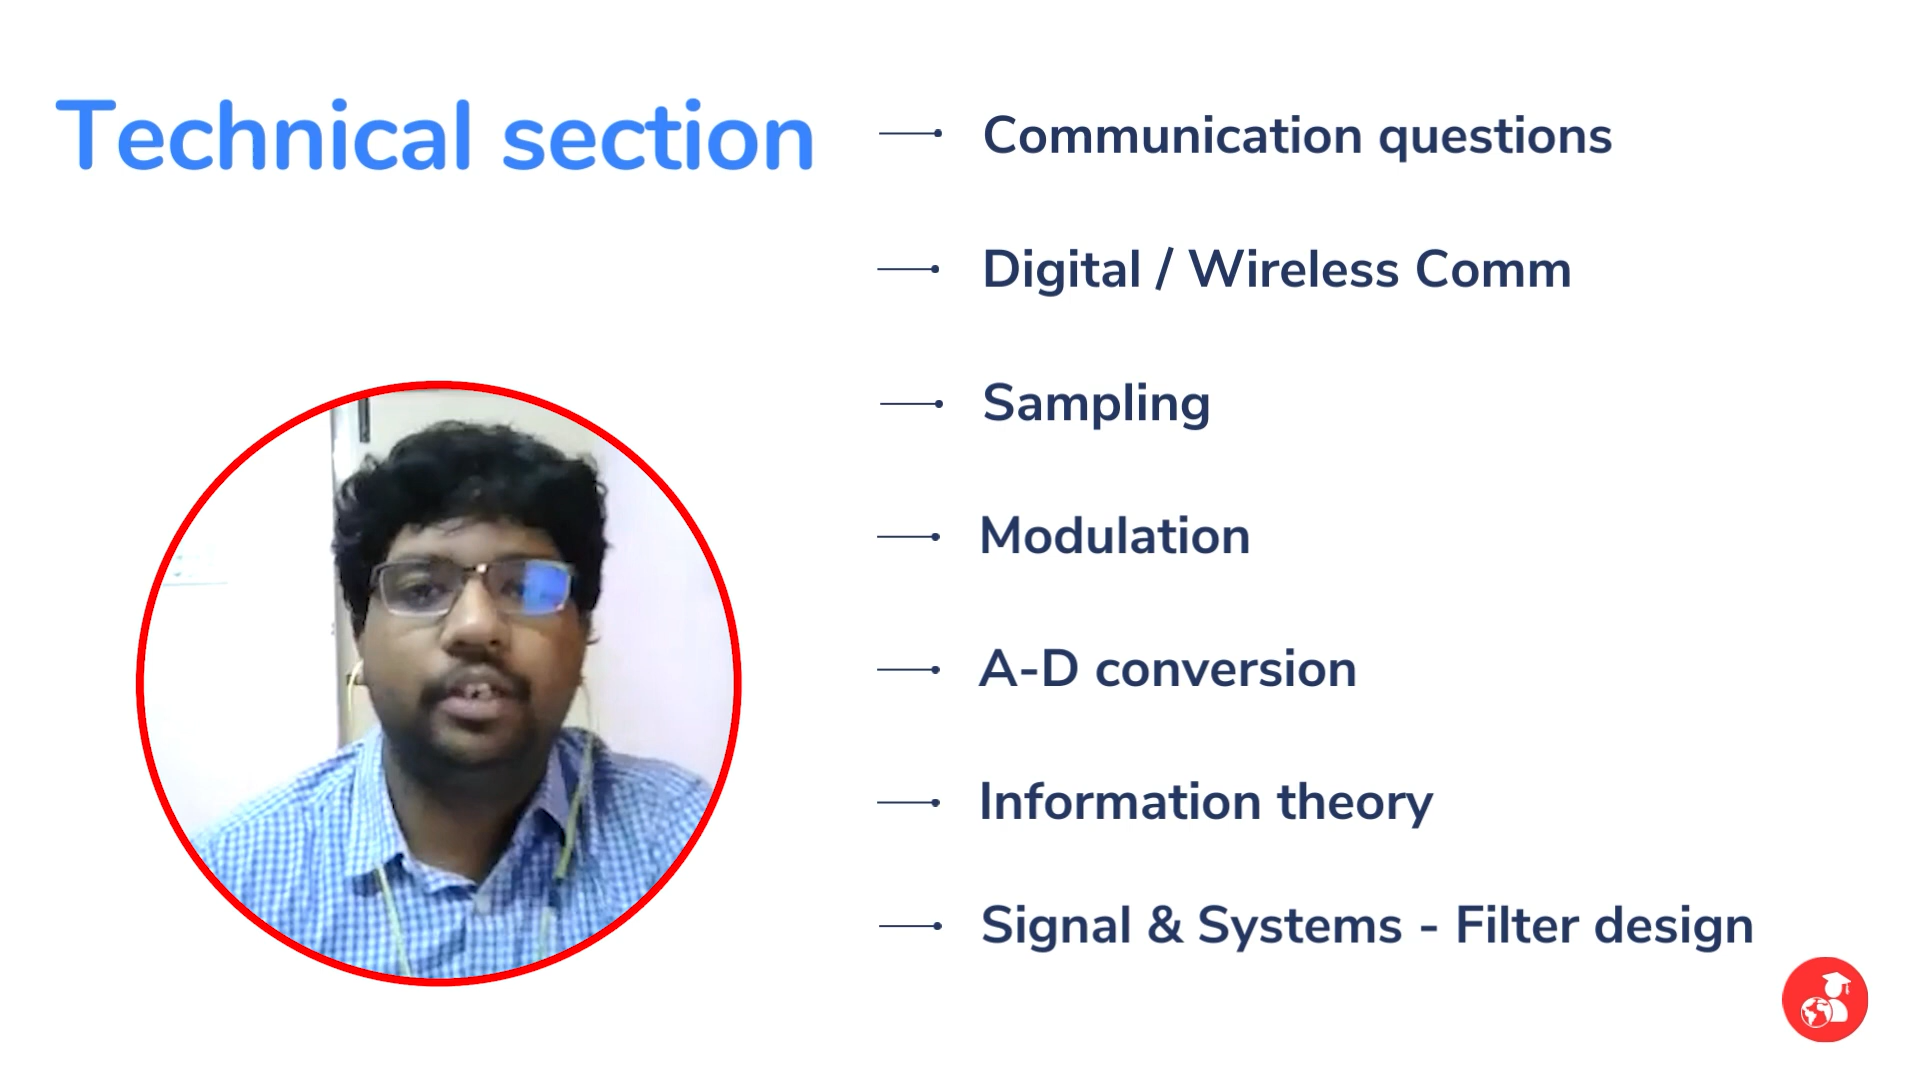 Technical section
Communication questions
Digital / Wireless Comm
Sampling
Modulation
A-D conversion
Information theory
Signal & Systems - Filter design